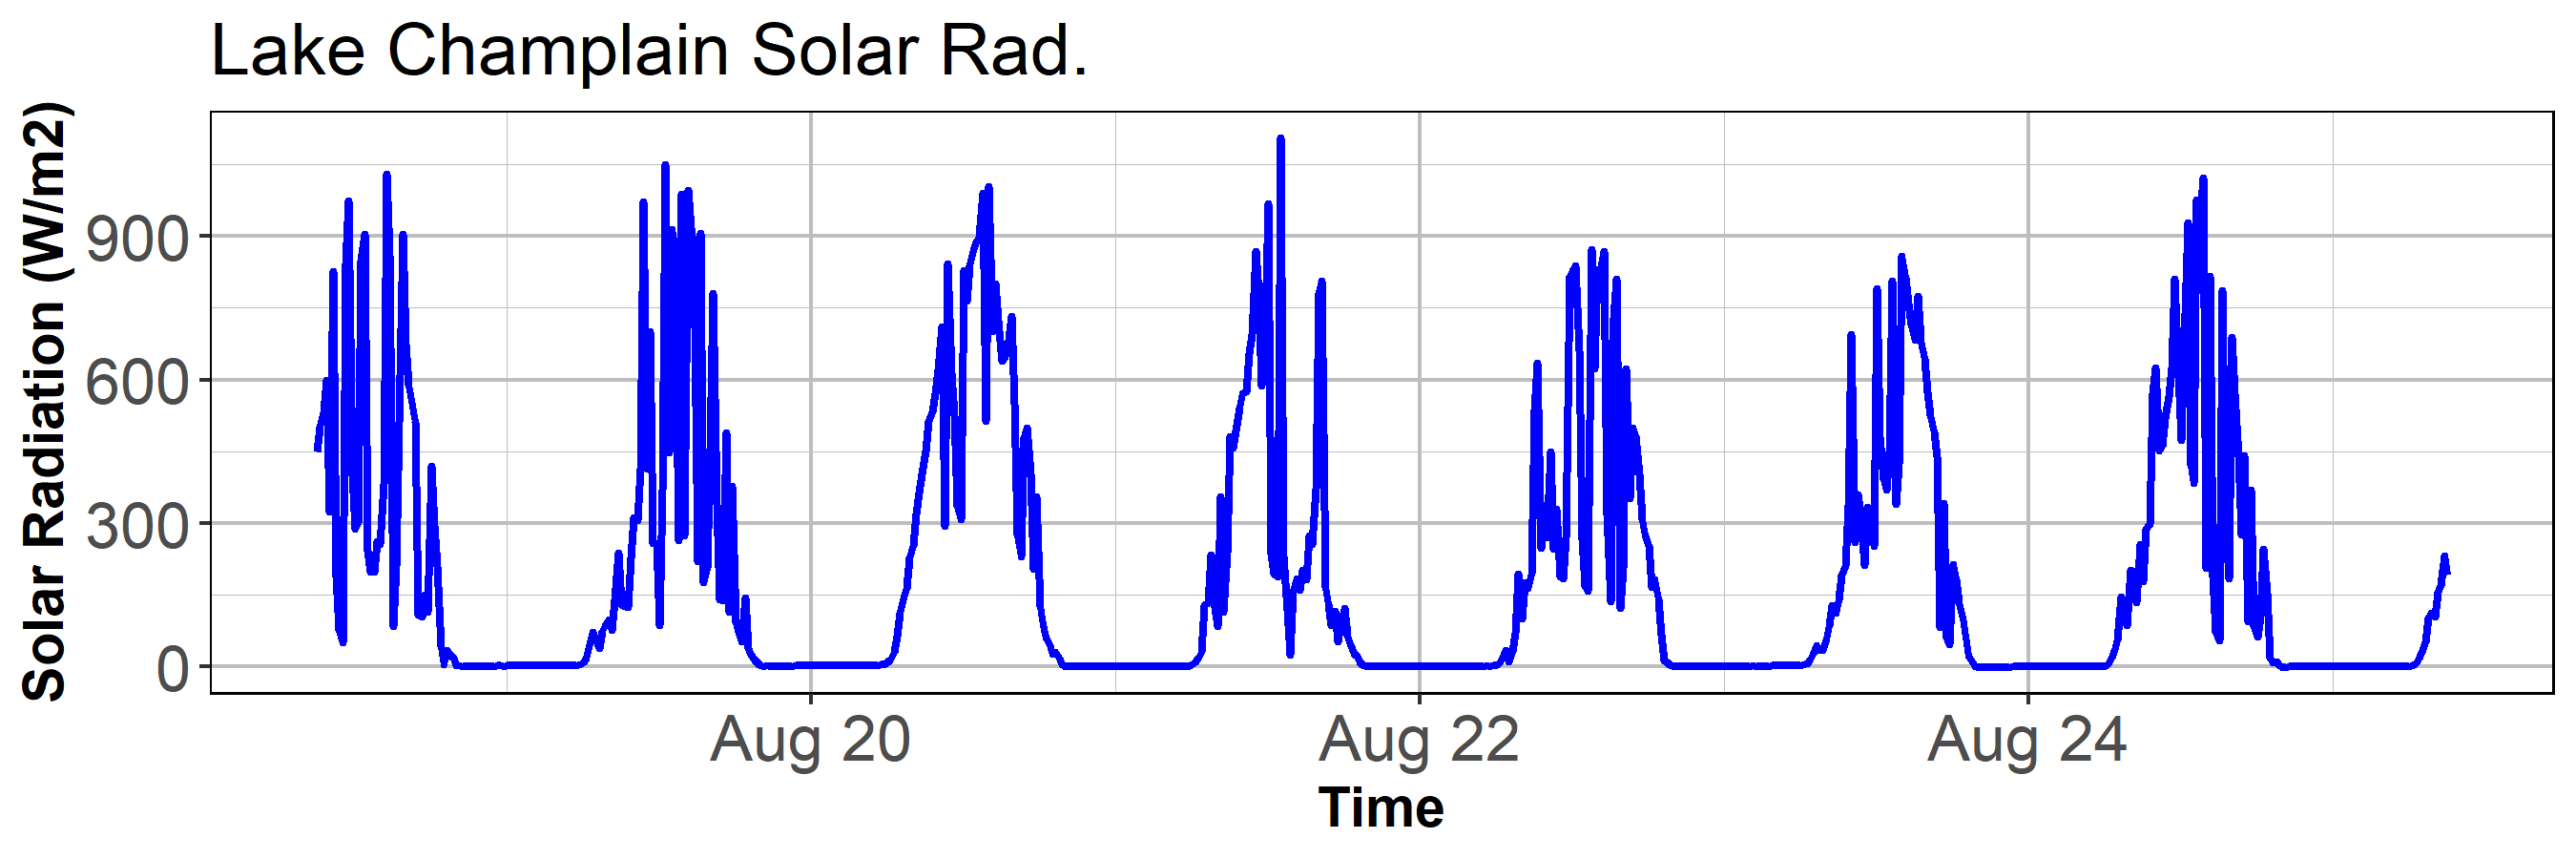 Lake Champlain Solar Rad.
Solar Radiation (W/m2)
900
600
300
0
Aug 20
Aug 22
Aug 24
Time